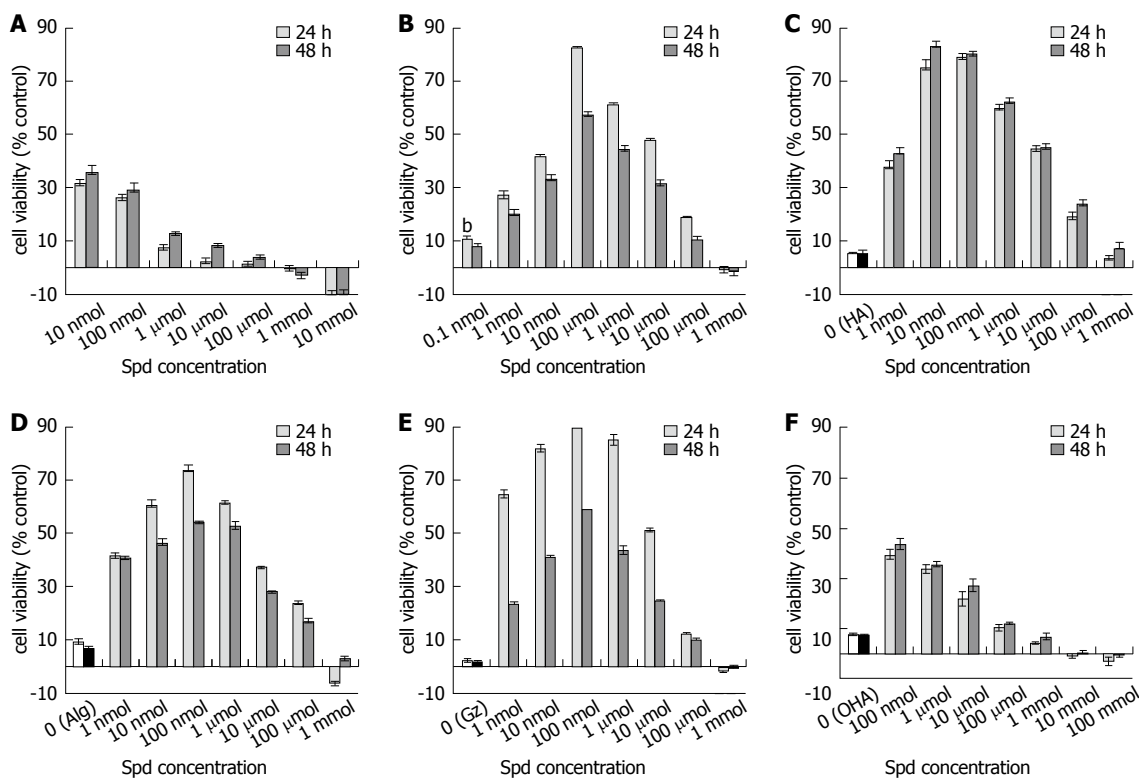 A
24 h
48 h
cell viability (% control)
90
70
50
30
10
-10
10 nmol
100 nmol
1 μmol
10 μmol
100 μmol
1 mmol
10 mmol
Spd concentration
B
24 h
48 h
cell viability (% control)
90
70
50
30
10
-10
b
0.1 nmol
1 nmol
10 nmol
100 μmol
1 μmol
10 μmol
100 μmol
1 mmol
Spd concentration
C
24 h
48 h
cell viability (% control)
90
70
50
30
10
-10
0 (HA)
1 nmol
10 nmol
100 nmol
1 μmol
10 μmol
100 μmol
1 mmol
Spd concentration
D
24 h
48 h
cell viability (% control)
90
70
50
30
10
-10
0 (Alg)
1 nmol
10 nmol
100 nmol
1 μmol
10 μmol
100 μmol
1 mmol
Spd concentration
E
24 h
48 h
cell viability (% control)
90
70
50
30
10
-10
0 (Gz)
1 nmol
10 nmol
100 nmol
1 μmol
10 μmol
100 μmol
1 mmol
Spd concentration
F
24 h
48 h
cell viability (% control)
90
70
50
30
10
-10
0 (OHA)
100 nmol
1 μmol
10 μmol
100 μmol
1 mmol
10 mmol
100 mmol
Spd concentration